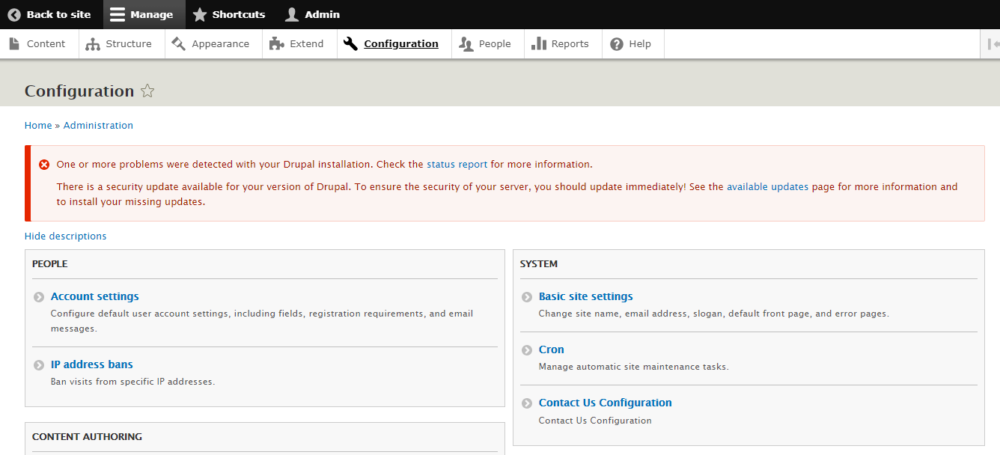 Back to site Manage Shortcuts Admin
Content Structure Appearance Extend Configuration People Reports Help
Configuration
Home » Administration
One or more problems were detected with your Drupal installation. Check the status report for more information.
There is a security update available for your version of Drupal. To ensure the security of your server, you should update immediately! See the available updates page for more information and
to install your missing updates.
Hide descriptions
PEOPLE
Account settings
Configure default user account settings, including fields, registration requirements, and email
messages.
IP address bans
Ban visits from specific IP addresses.
CONTENT AUTHORING
SYSTEM
Basic site settings
Change site name, email address, slogan, default front page, and error pages.
Cron
Manage automatic site maintenance tasks.
Contact Us Configuration
Contact Us Configuration